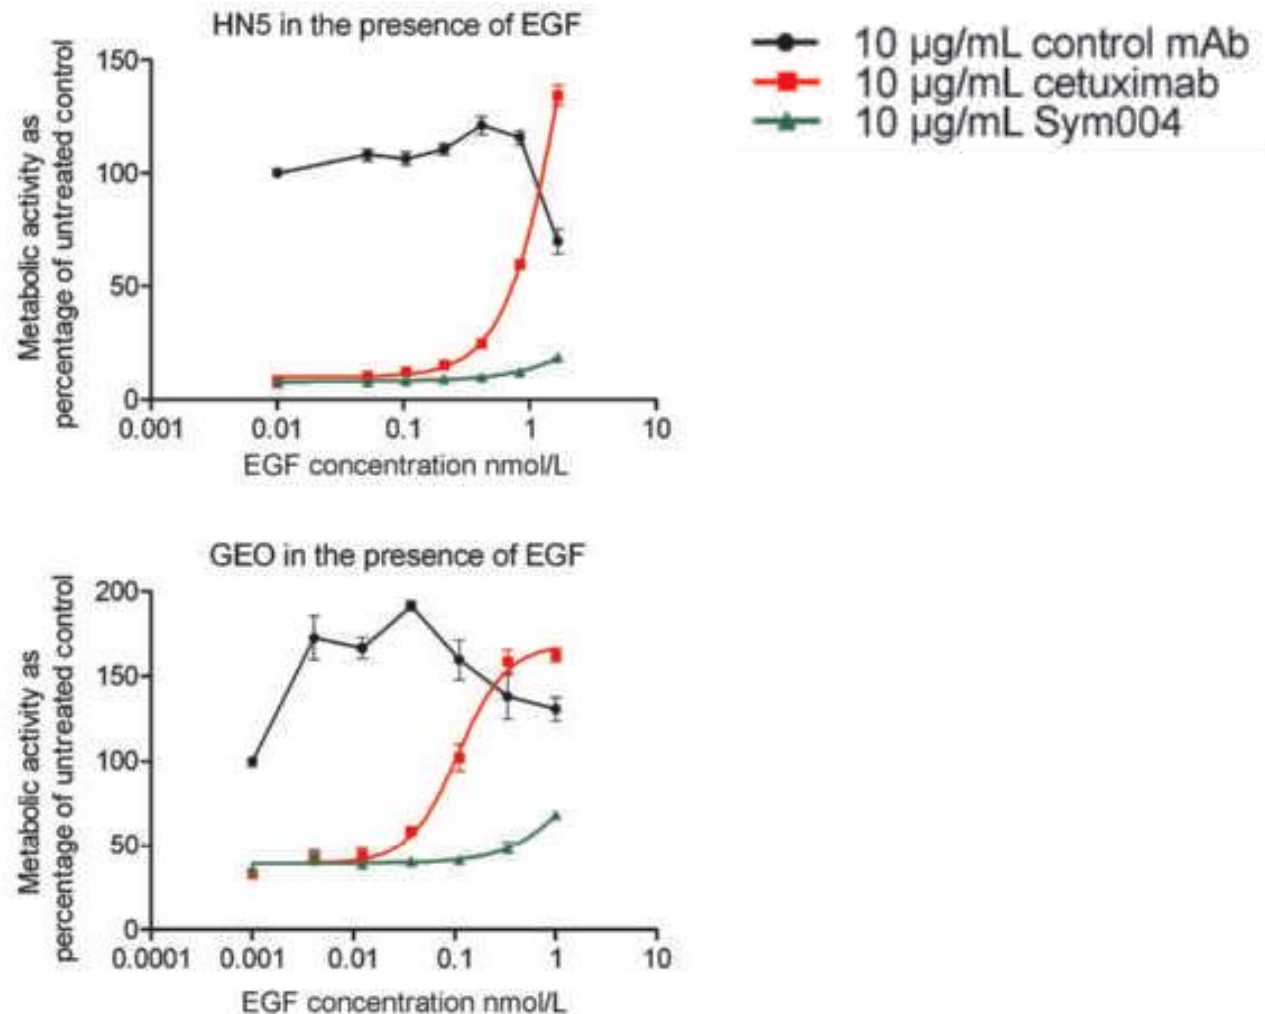 HN5 in the presence of EGF
10 µg/mL control mAb
10 µg/mL cetuximab
10 µg/mL Sym004
Metabolic activity as
percentage of untreated control
150
100
50
0
0.001 0.01 0.1 1 10
EGF concentration nmol/L
GEO in the presence of EGF
Metabolic activity as
percentage of untreated control
200
150
100
50
0
0.0001 0.001 0.01 0.1 1 10
EGF concentration nmol/L